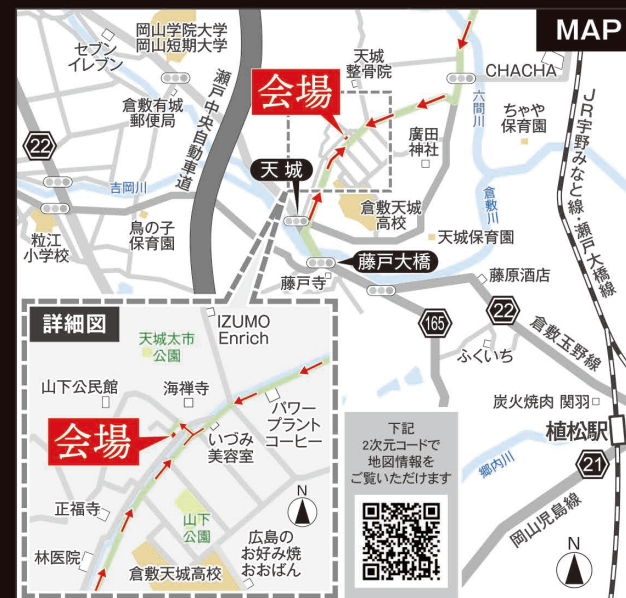 MAP
岡山学院大学
岡山短期大学
セブン
イレブン
倉敷有城
郵便局
瀬戸中央自動車道
天城
整骨院
会場
CHACHA
六間川
ちゃや
保育園
廣田
神社
JR宇野みなと線・瀬戸大橋線
22
吉岡川
天城
倉敷川
粒江
小学校
鳥の子
保育園
倉敷天城
高校
天城保育園
藤戸寺
藤戸大橋
藤原酒店
165
22
倉敷玉野線
ふくいち
炭火焼肉 関羽
植松駅
郷内川
21
岡山児島線
N
詳細図
IZUMO
Enrich
天城太市
公園
山下公民館
海禅寺
会場
いづみ
美容室
パワー
プラント
コーヒー
正福寺
山下
公園
N
林医院
倉敷天城高校
広島の
お好み焼
おおばん
下記
2次元コードで
地図情報を
ご覧いただけます